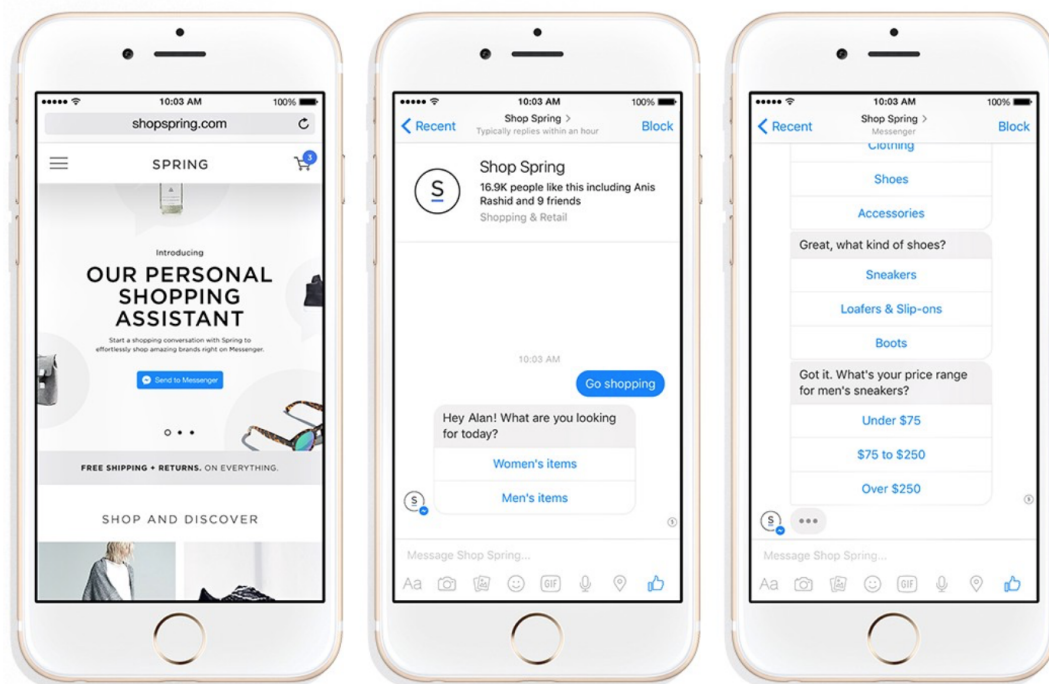 10:03 AM
100%
shopspring.com
SPRING
3
Introducing
OUR PERSONAL
SHOPPING
ASSISTANT
Start a shopping conversation with Spring to
effortlessly shop amazing brands right on Messenger.
Send to Messenger
FREE SHIPPING + RETURNS. ON EVERYTHING.
SHOP AND DISCOVER
10:03 AM
100%
Recent
Shop Spring >
Typically replies within an hour
Block
S
Shop Spring
16.9K people like this including Anis
Rashid and 9 friends
Shopping & Retail
10:03 AM
Go shopping
Hey Alan! What are you looking
for today?
Women's items
Men's items
S
Message Shop Spring...
Aa
GIF
10:03 AM
100%
Recent
Shop Spring >
Messenger
Block
Clothing
Shoes
Accessories
Great, what kind of shoes?
Sneakers
Loafers & Slip-ons
Boots
Got it. What's your price range
for men's sneakers?
Under $75
$75 to $250
Over $250
S
Message Shop Spring...
Aa
GIF